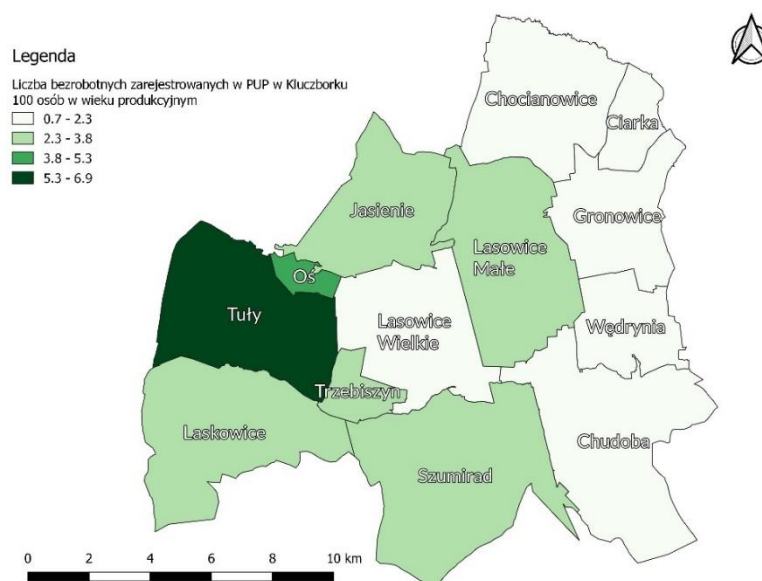 Legenda
Liczba bezrobotnych zarejestrowanych w PUP w Kluczborku
100 osób w wieku produkcyjnym
0.7 - 2.3
2.3 - 3.8
3.8 - 5.3
5.3 - 6.9
Chocianowice
Ciarka
Jasienie
Gronowice
Lasowice
Małe
Oś
Tuły
Lasowice
Wielkie
Wędrynia
Trzebiszyn
Laskowice
Chudoba
Szumirad
0 2 4 6 8 10 km